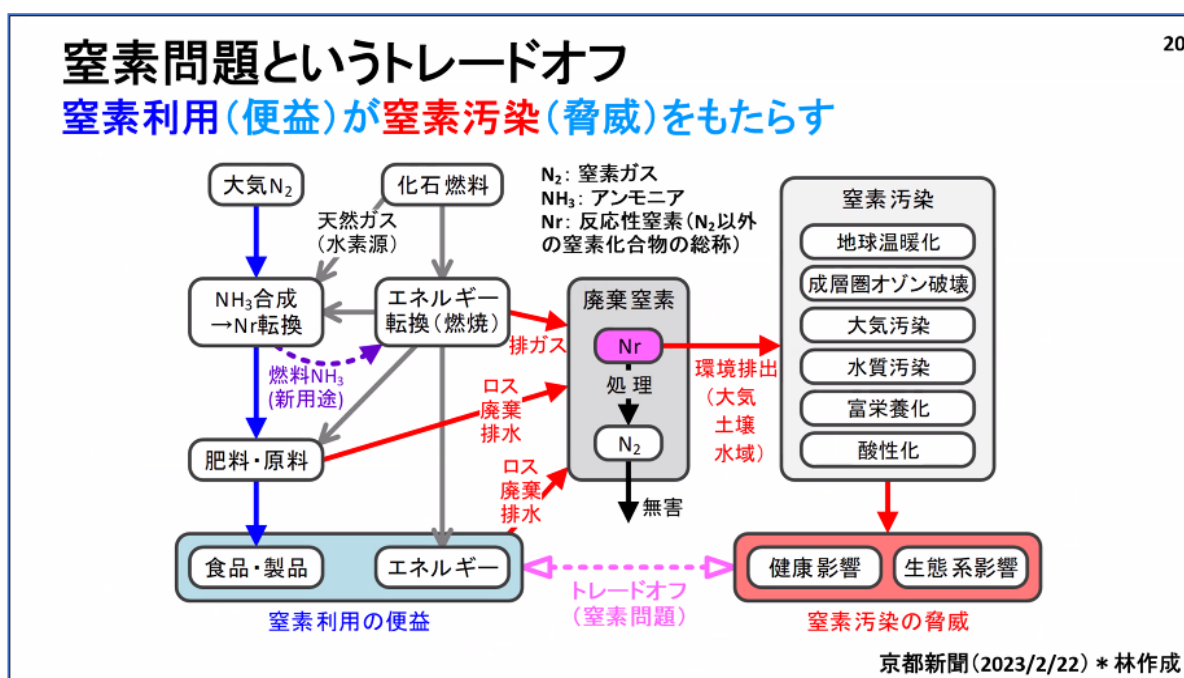 20
窒素問題というトレードオフ
窒素利用（便益）が窒素汚染（脅威）をもたらす
大気N₂
化石燃料
天然ガス
（水素源）
N₂： 窒素ガス
NH₃： アンモニア
Nr： 反応性窒素（N₂以外
の窒素化合物の総称）
NH₃合成
→Nr転換
エネルギー
転換（燃焼）
燃料NH₃
(新用途)
肥料・原料
排ガス
ロス
廃棄
排水
ロス
廃棄
排水
廃棄窒素
Nr
処理
N₂
無害
環境排出
（大気
土壌
水域）
窒素汚染
地球温暖化
成層圏オゾン破壊
大気汚染
水質汚染
富栄養化
酸性化
食品・製品
エネルギー
窒素利用の便益
トレードオフ
（窒素問題）
健康影響
生態系影響
窒素汚染の脅威
京都新聞（2023/2/22）＊林作成